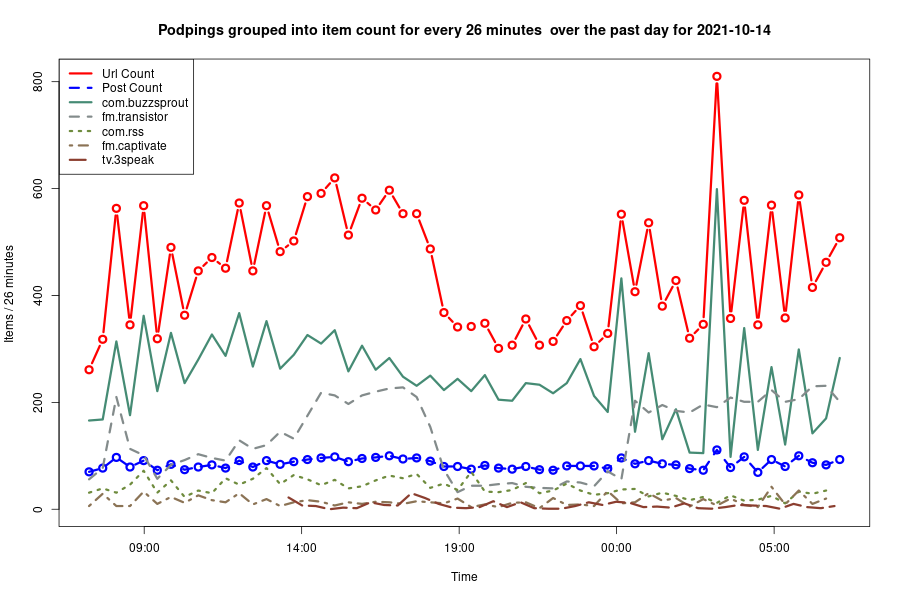 Podpings grouped into item count for every 26 minutes  over the past day for 2021-10-14
Url Count
Post Count
com.buzzsprout
fm.transistor
com.rss
fm.captivate
tv.3speak
800
600
400
200
0
Items / 26 minutes
09:00 14:00 19:00 00:00 05:00
Time